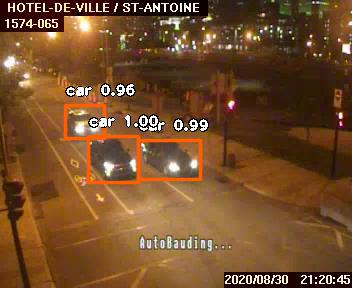 HOTEL-DE-VILLE / ST-ANTOINE
1574-065
car 0.96
car 1.00
car 0.99
AutoBauding...
2020/08/30 21:20:45